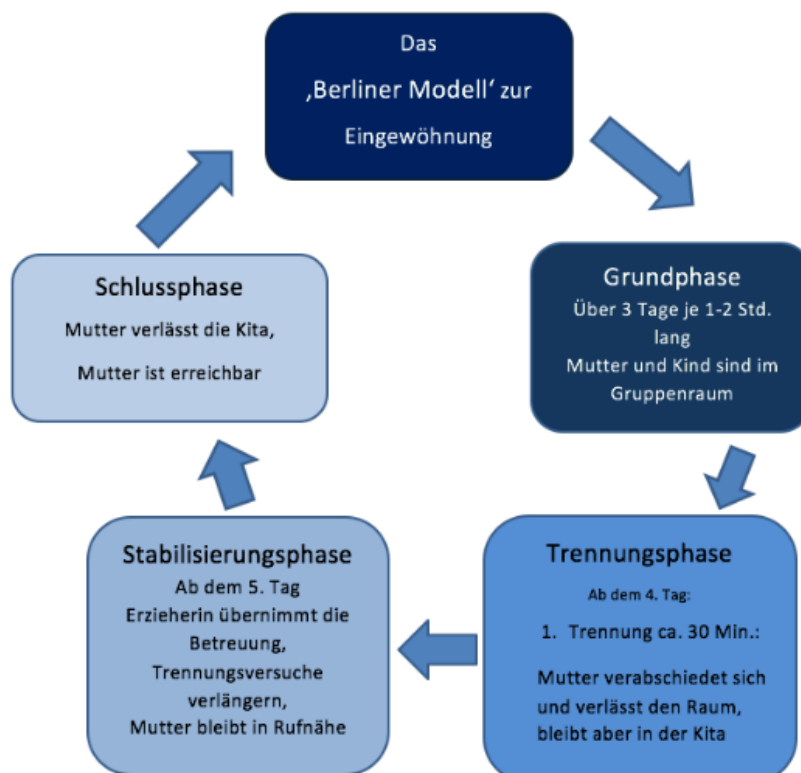 Das
‚Berliner Modell‘ zur
Eingewöhnung
Grundphase
Über 3 Tage je 1-2 Std.
lang
Mutter und Kind sind im
Gruppenraum
Trennungsphase
Ab dem 4. Tag:
1. Trennung ca. 30 Min.:
Mutter verabschiedet sich
und verlässt den Raum,
bleibt aber in der Kita
Stabilisierungsphase
Ab dem 5. Tag
Erzieherin übernimmt die
Betreuung,
Trennungsversuche
verlängern,
Mutter bleibt in Rufnähe
Schlussphase
Mutter verlässt die Kita,
Mutter ist erreichbar